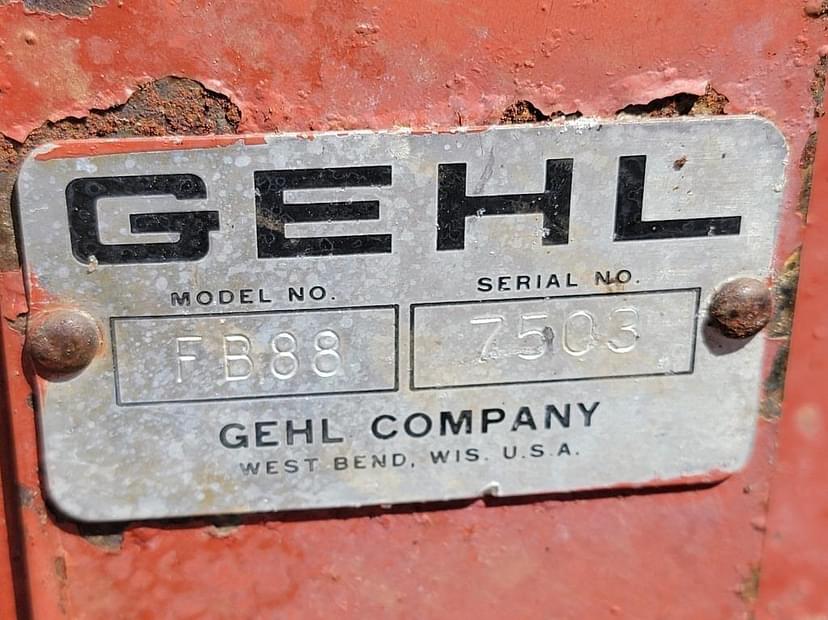 GEHL
MODEL NO. SERIAL NO.
FB88 7503
GEHL COMPANY
WEST BEND, WIS. U.S.A.